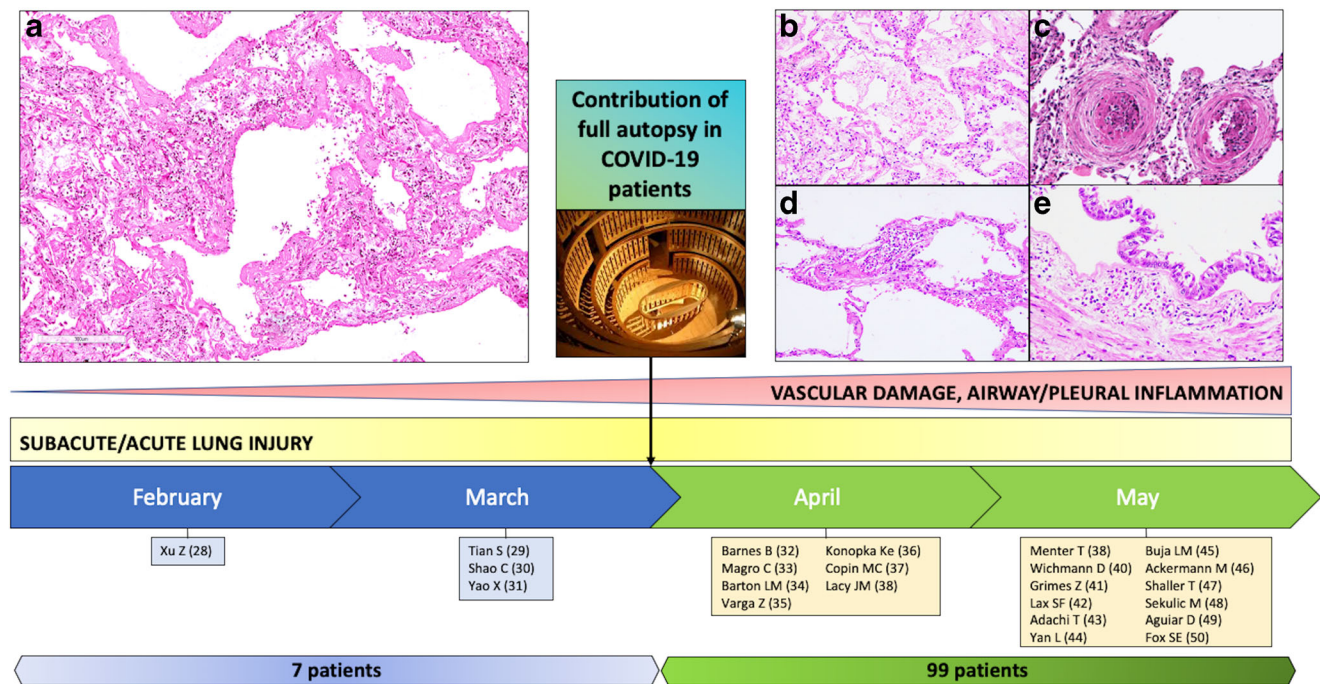 a
b
c
d
e
Contribution of
full autopsy in
COVID-19
patients
VASCULAR DAMAGE, AIRWAY/PLEURAL INFLAMMATION
SUBACUTE/ACUTE LUNG INJURY
February
March
April
May
Xu Z (28)
Tian S (29)
Shao C (30)
Yao X (31)
Barnes B (32)
Magro C (33)
Barton LM (34)
Varga Z (35)
Konopka Ke (36)
Copin MC (37)
Lacy JM (38)
Menter T (38)
Wichmann D (40)
Grimes Z (41)
Lax SF (42)
Adachi T (43)
Yan L (44)
Buja LM (45)
Ackermann M (46)
Shaller T (47)
Sekulic M (48)
Aguiar D (49)
Fox SE (50)
7 patients
99 patients